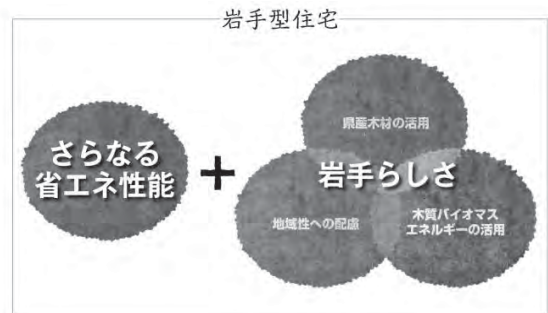 岩手型住宅
さらなる
省エネ性能
+
県産木材の活用
岩手らしさ
地域性への配慮
木質バイオマス
エネルギーの活用